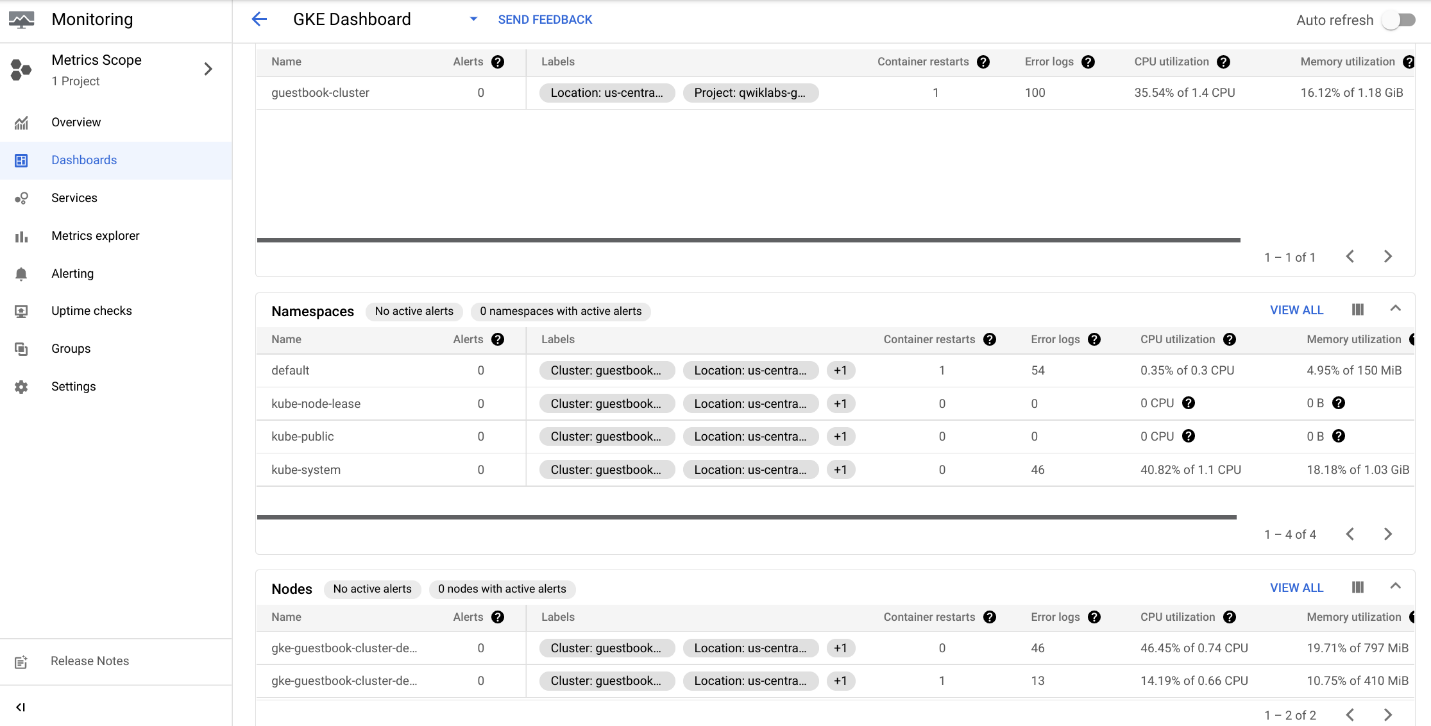 Monitoring
GKE Dashboard
SEND FEEDBACK
Auto refresh
Metrics Scope
1 Project
Overview
Dashboards
Services
Metrics explorer
Alerting
Uptime checks
Groups
Settings
Release Notes
Name Alerts Labels Container restarts Error logs CPU utilization Memory utilization
guestbook-cluster 0 Location: us-centra... Project: qwiklabs-g... 1 100 35.54% of 1.4 CPU 16.12% of 1.18 GiB
1 – 1 of 1
Namespaces No active alerts 0 namespaces with active alerts VIEW ALL
Name Alerts Labels Container restarts Error logs CPU utilization Memory utilization
default 0 Cluster: guestbook... Location: us-centra... +1 1 54 0.35% of 0.3 CPU 4.95% of 150 MiB
kube-node-lease 0 Cluster: guestbook... Location: us-centra... +1 0 0 0 CPU 0 B
kube-public 0 Cluster: guestbook... Location: us-centra... +1 0 0 0 CPU 0 B
kube-system 0 Cluster: guestbook... Location: us-centra... +1 0 46 40.82% of 1.1 CPU 18.18% of 1.03 GiB
1 – 4 of 4
Nodes No active alerts 0 nodes with active alerts VIEW ALL
Name Alerts Labels Container restarts Error logs CPU utilization Memory utilization
gke-guestbook-cluster-de... 0 Cluster: guestbook... Location: us-centra... +1 0 46 46.45% of 0.74 CPU 19.71% of 797 MiB
gke-guestbook-cluster-de... 0 Cluster: guestbook... Location: us-centra... +1 1 13 14.19% of 0.66 CPU 10.75% of 410 MiB
1 – 2 of 2